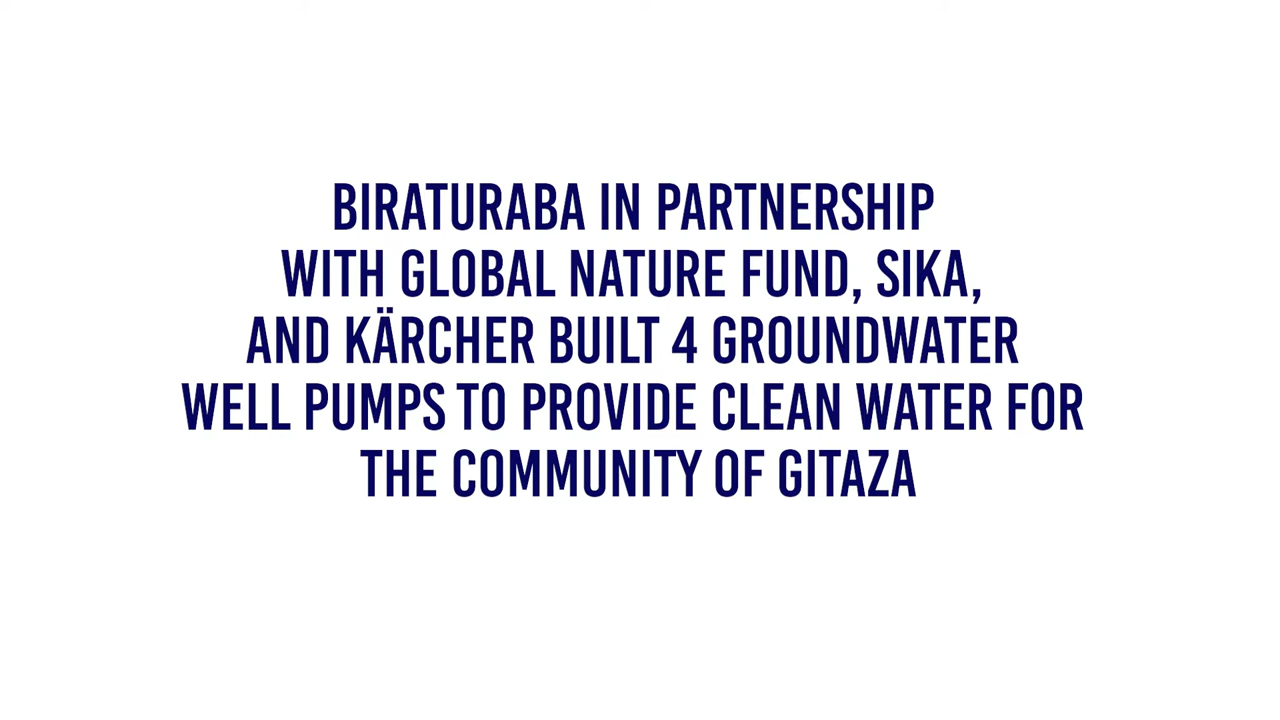 BIRATURABA IN PARTNERSHIP
WITH GLOBAL NATURE FUND, SIKA,
AND KÄRCHER BUILT 4 GROUNDWATER
WELL PUMPS TO PROVIDE CLEAN WATER FOR
THE COMMUNITY OF GITAZA